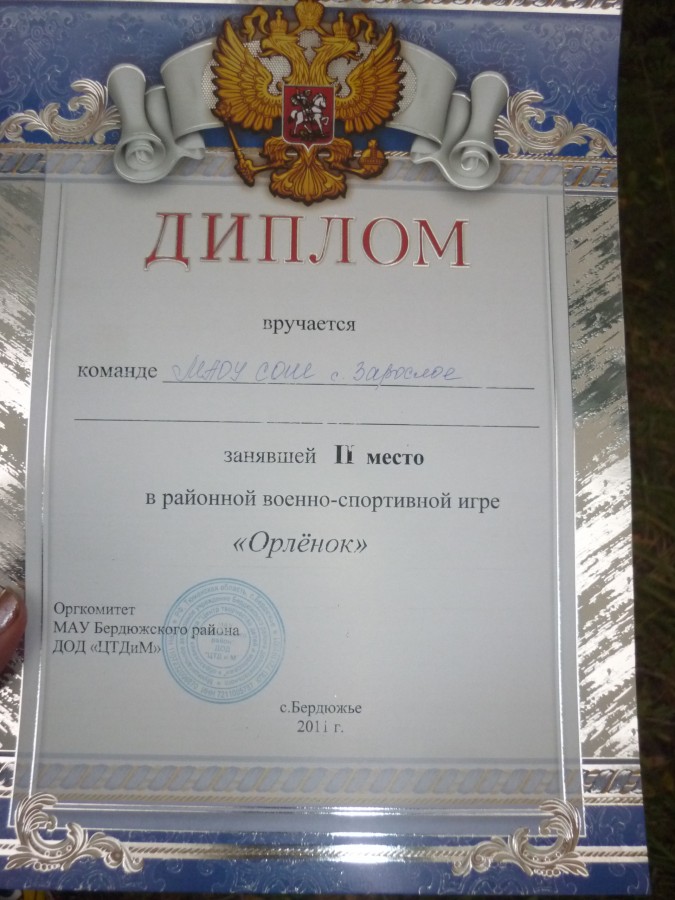 ДИПЛОМ
вручается
команде МАОУ СОШ с. Зарослое
занявшей II место
в районной военно-спортивной игре
«Орлёнок»
Оргкомитет
МАУ Бердюжского района
ДОД «ЦТДиМ»
с.Бердюжье
2011 г.